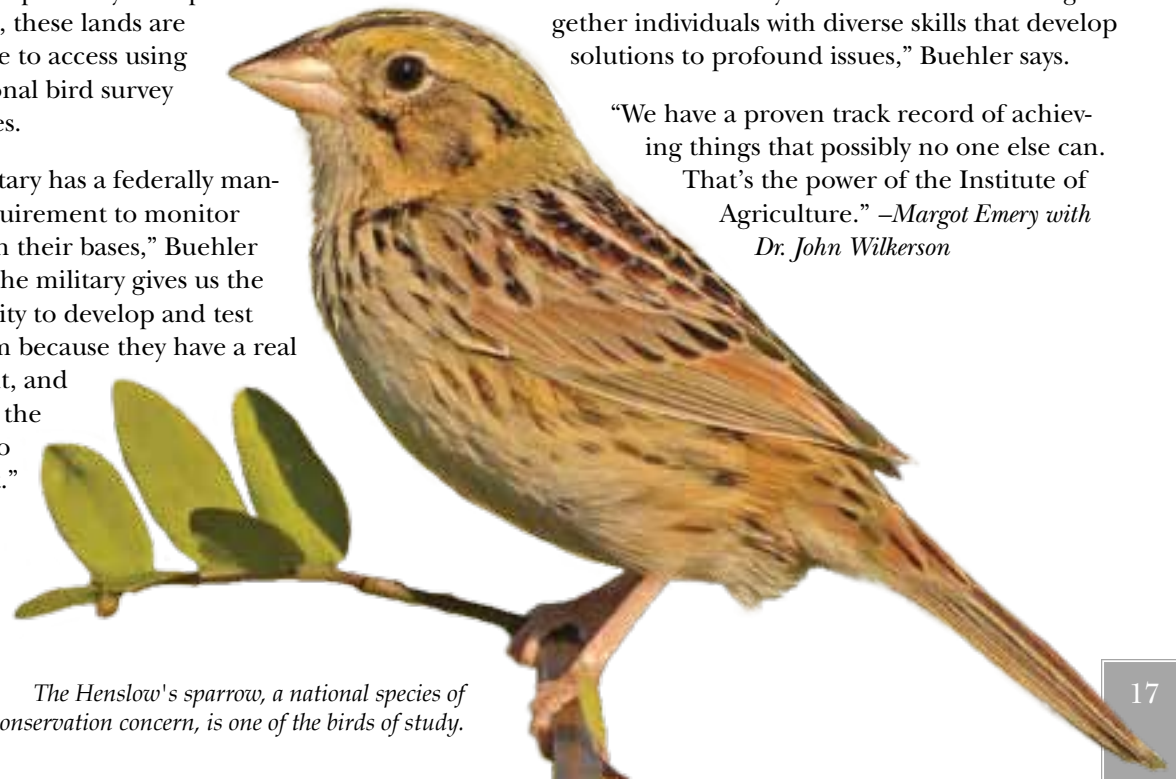 , these lands are
e to access using
onal bird survey
es.
tary has a federally man-
uirement to monitor
n their bases,” Buehler
he military gives us the
ity to develop and test
n because they have a real
t, and
the
o
.”
gether individuals with diverse skills that develop
solutions to profound issues,” Buehler says.
“We have a proven track record of achiev-
ing things that possibly no one else can.
That’s the power of the Institute of
Agriculture.” –Margot Emery with
Dr. John Wilkerson
The Henslow's sparrow, a national species of
onservation concern, is one of the birds of study.
17